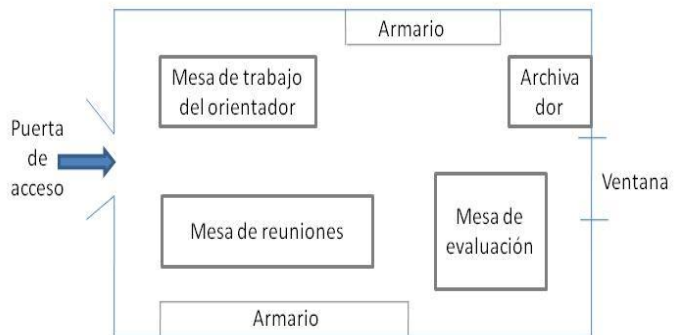 Armario
Mesa de trabajo
del orientador
Archiva
dor
Puerta
de
acceso
Ventana
Mesa de reuniones
Mesa de
evaluación
Armario